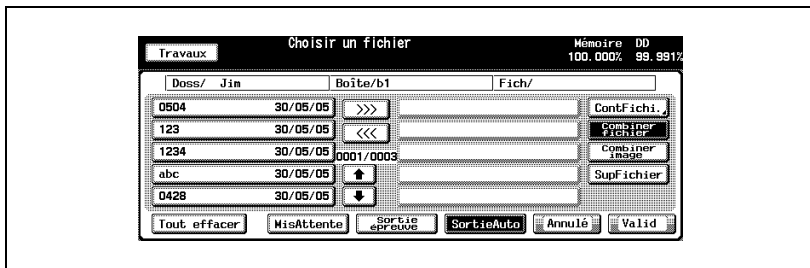 Travaux
Choisir un fichier
Mémoire DD
100.000% 99.991%
Doss/ Jim Boîte/b1 Fich/
0504 30/05/05 >>> ContFichi.
123 30/05/05 <<< Combiner fichier
1234 30/05/05 0001/0003 Combiner image
abc 30/05/05 SupFichier
0428 30/05/05
Tout effacer MisAttente Sortie épreuve SortieAuto Annulé Valid